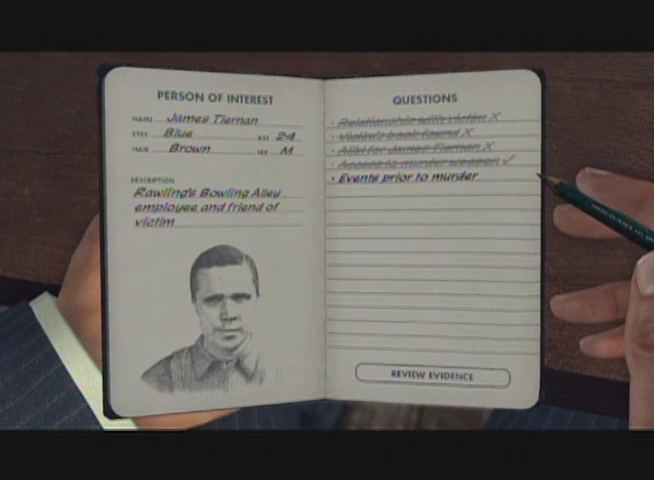 PERSON OF INTEREST
NAME James Tiernan
EYES Blue AGE 24
HAIR Brown SEX M
DESCRIPTION
Rawling's Bowling Alley
employee and friend of
victim
QUESTIONS
· Relationship with victim X
· Victim's book found X
· Alibi for James Tiernan X
· Access to murder weapon ✓
· Events prior to murder
REVIEW EVIDENCE